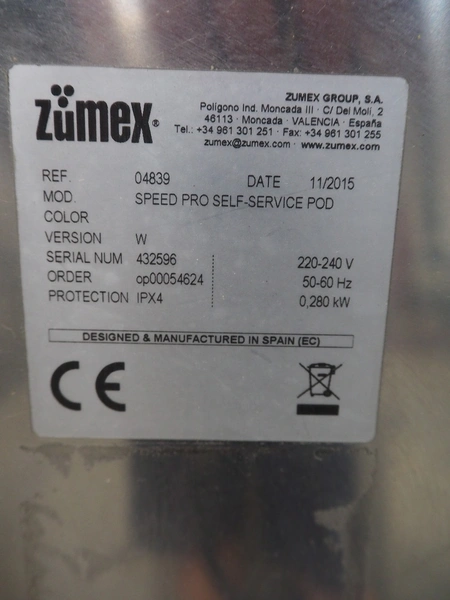 zümex®
ZUMEX GROUP, S.A.
Polígono Ind. Moncada III · C/ Del Molí, 2
46113 · Moncada · VALENCIA · España
Tel.: +34 961 301 251 · Fax: +34 961 301 255
zumex@zumex.com · www.zumex.com
REF. 04839 DATE 11/2015
MOD. SPEED PRO SELF-SERVICE POD
COLOR
VERSION W
SERIAL NUM 432596 220-240 V
ORDER op00054624 50-60 Hz
PROTECTION IPX4 0,280 kW
DESIGNED & MANUFACTURED IN SPAIN (EC)
CE